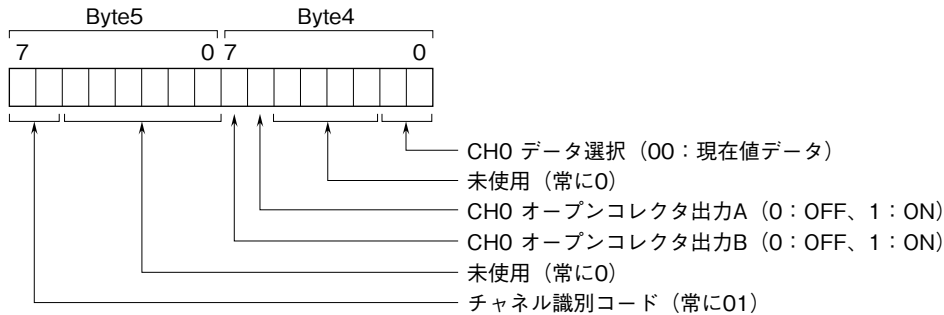 Byte5 Byte4
7 0 7 0
CH0 データ選択（00：現在値データ）
未使用（常に0）
CH0 オープンコレクタ出力A（0：OFF、1：ON）
CH0 オープンコレクタ出力B（0：OFF、1：ON）
未使用（常に0）
チャネル識別コード（常に01）